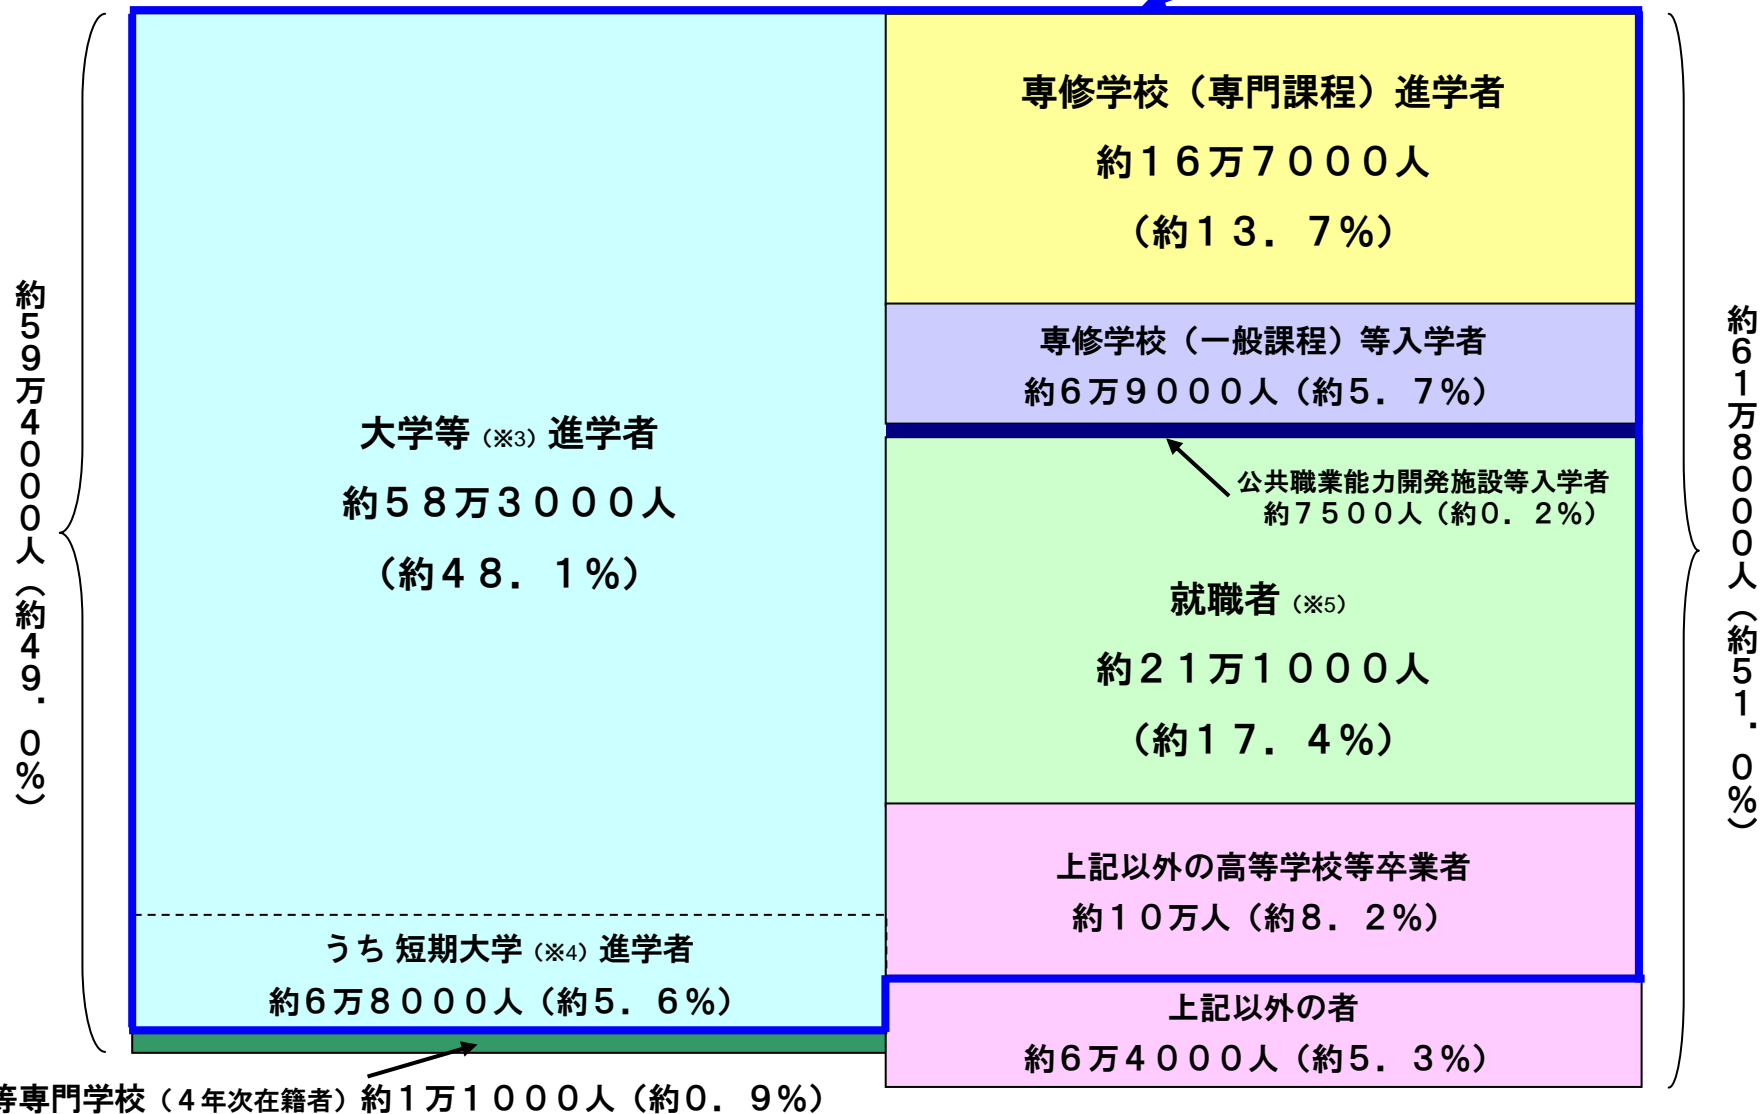 約59万4000人(約49.0%)
大学等(※3)進学者
約58万3000人
(約48.1%)
うち 短期大学(※4)進学者
約6万8000人(約5.6%)
等専門学校(4年次在籍者)約1万1000人(約0.9%)
専修学校(専門課程)進学者
約16万7000人
(約13.7%)
専修学校(一般課程)等入学者
約6万9000人(約5.7%)
公共職業能力開発施設等入学者
約7500人(約0.2%)
就職者(※5)
約21万1000人
(約17.4%)
上記以外の高等学校等卒業者
約10万人(約8.2%)
上記以外の者
約6万4000人(約5.3%)
約61万8000人(約51.0%)